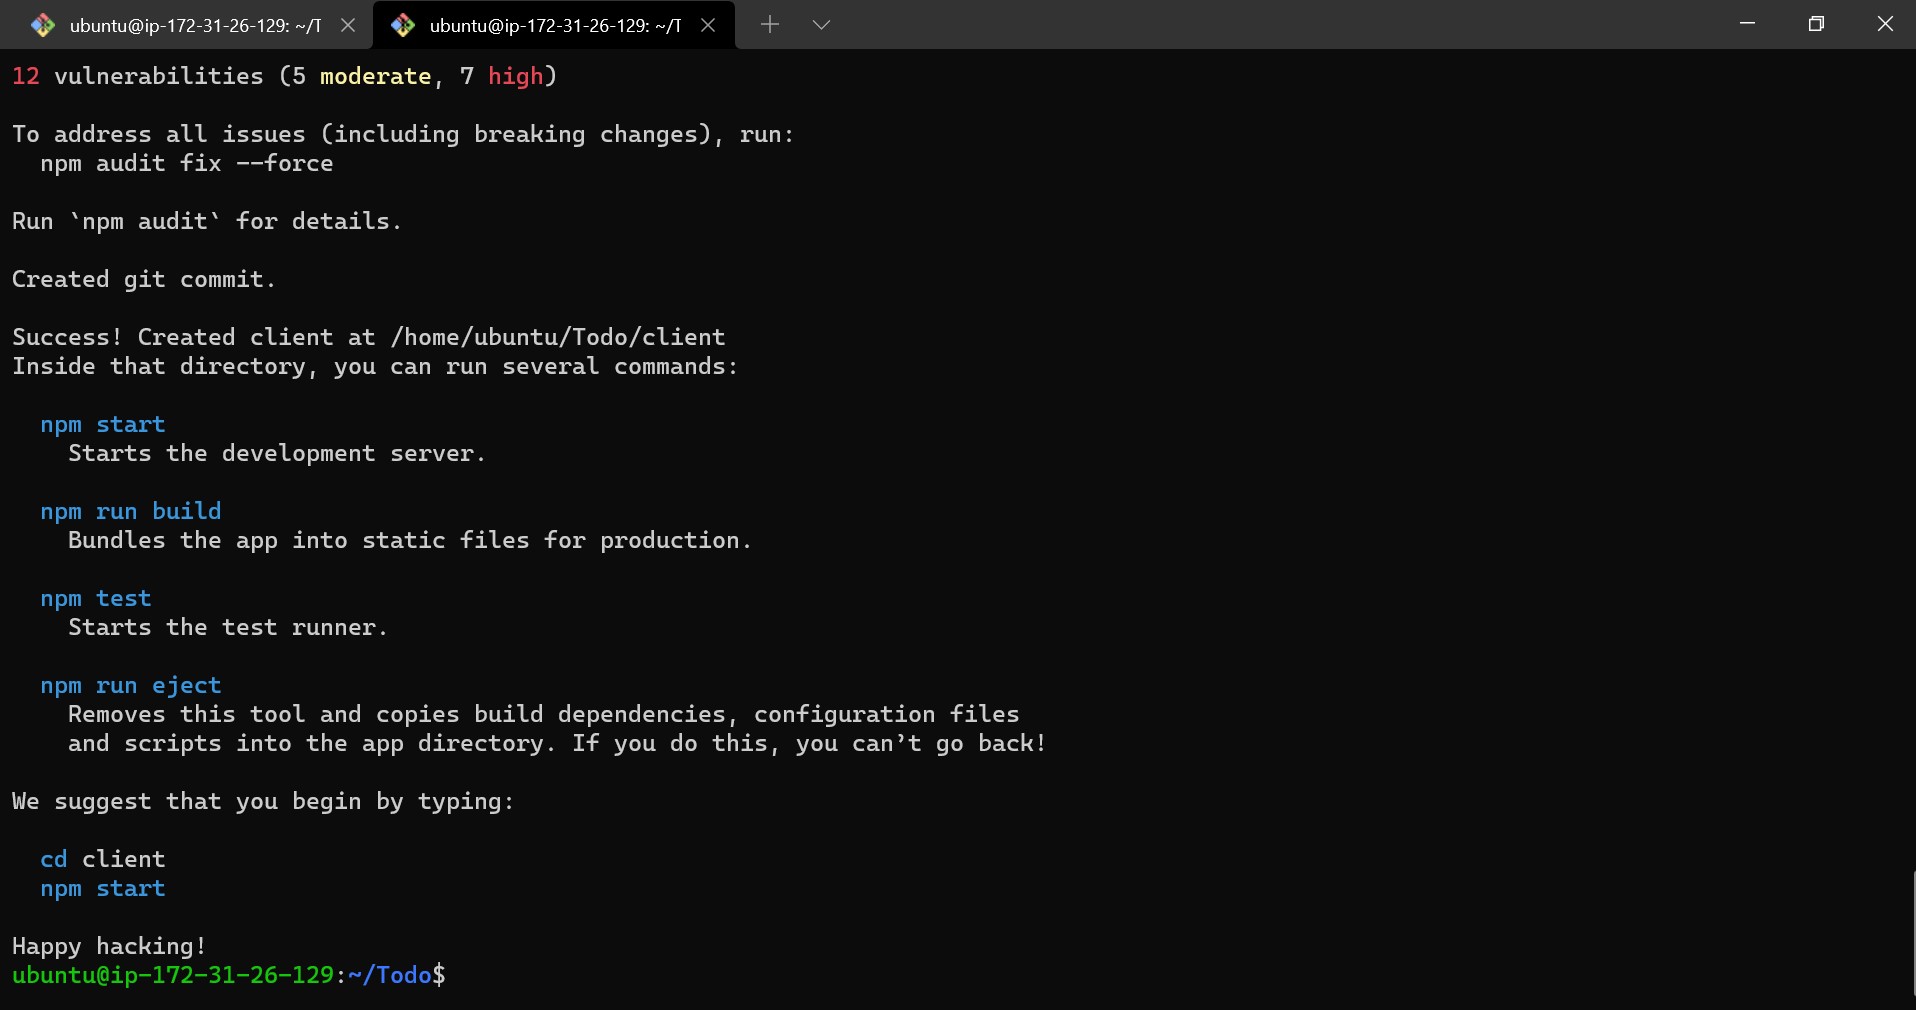 ubuntu@ip-172-31-26-129: ~/T
ubuntu@ip-172-31-26-129: ~/T
12 vulnerabilities (5 moderate, 7 high)
To address all issues (including breaking changes), run:
npm audit fix --force
Run `npm audit` for details.
Created git commit.
Success! Created client at /home/ubuntu/Todo/client
Inside that directory, you can run several commands:
npm start
Starts the development server.
npm run build
Bundles the app into static files for production.
npm test
Starts the test runner.
npm run eject
Removes this tool and copies build dependencies, configuration files
and scripts into the app directory. If you do this, you can’t go back!
We suggest that you begin by typing:
cd client
npm start
Happy hacking!
ubuntu@ip-172-31-26-129:~/Todo$